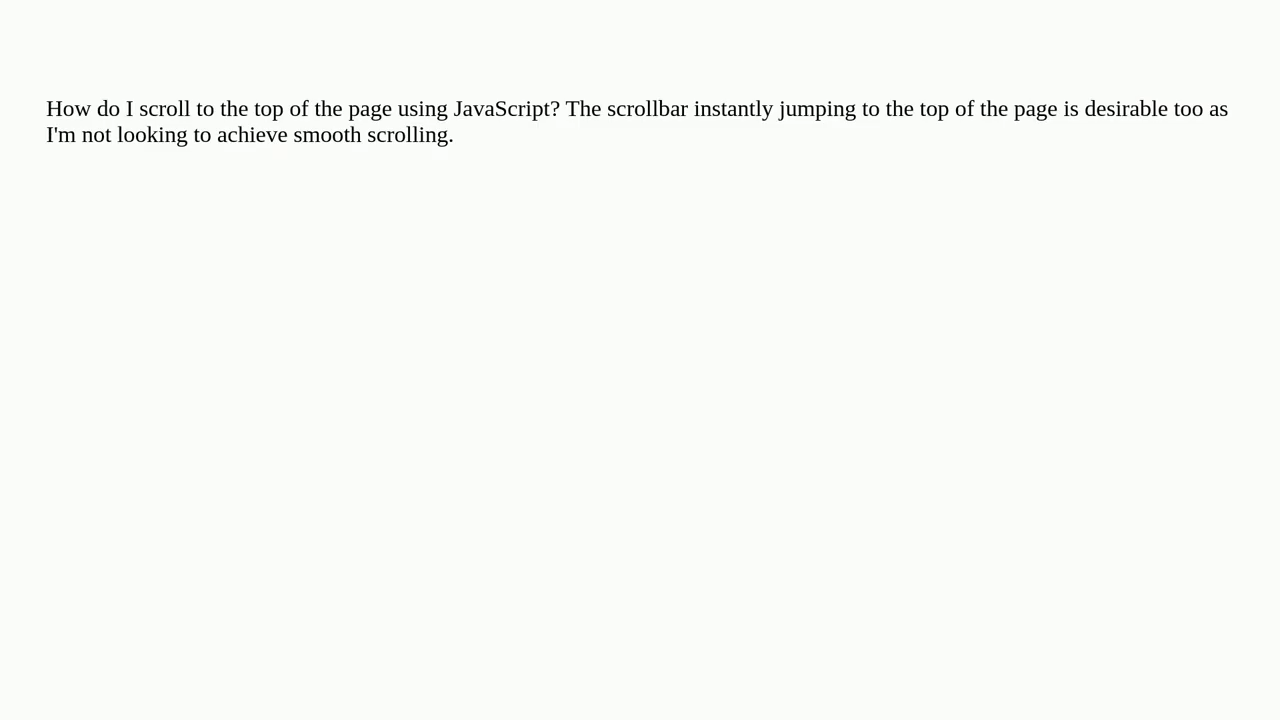 How do I scroll to the top of the page using JavaScript? The scrollbar instantly jumping to the top of the page is desirable too as
I'm not looking to achieve smooth scrolling.